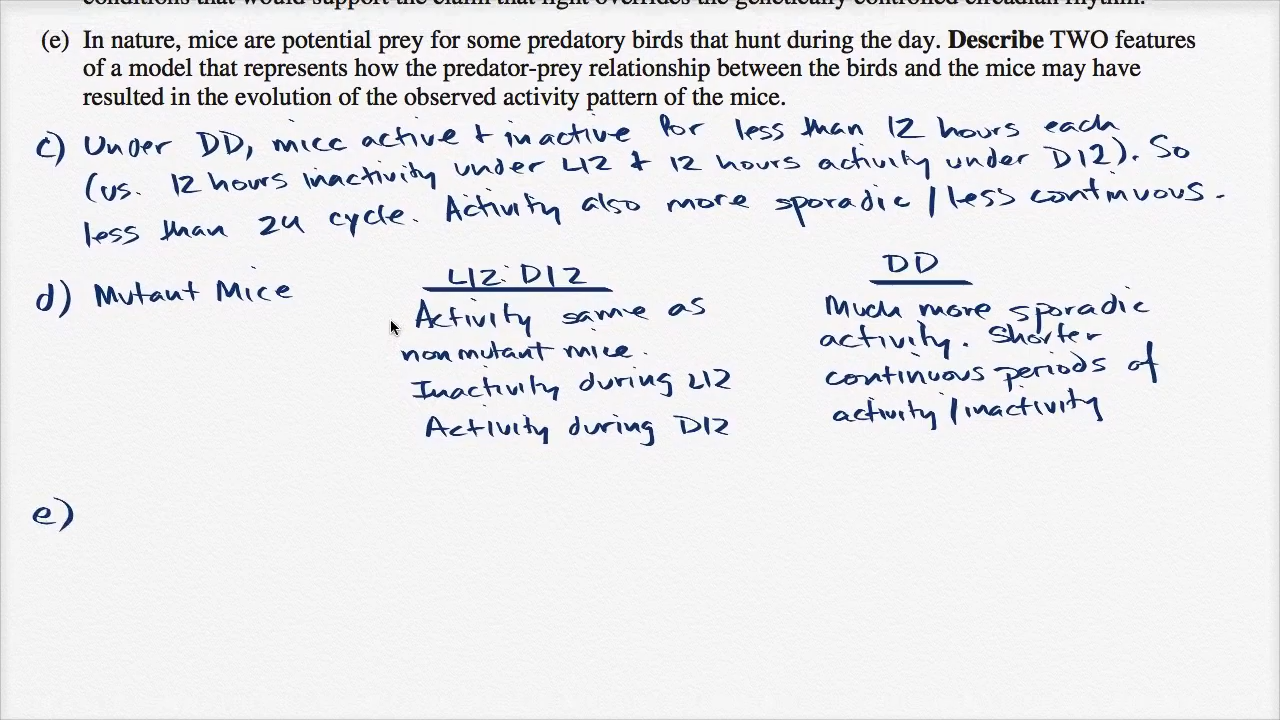 (e) In nature, mice are potential prey for some predatory birds that hunt during the day. Describe TWO features
of a model that represents how the predator-prey relationship between the birds and the mice may have
resulted in the evolution of the observed activity pattern of the mice.
c) Under DD, mice active + inactive for less than 12 hours each
(vs. 12 hours inactivity under L12 + 12 hours activity under D12). So
less than 24 cycle. Activity also more sporadic / less continuous.
d) Mutant Mice
L12:D12
Activity same as
nonmutant mice.
Inactivity during L12
Activity during D12
DD
Much more sporadic
activity. Shorter
continuous periods of
activity / inactivity
e)